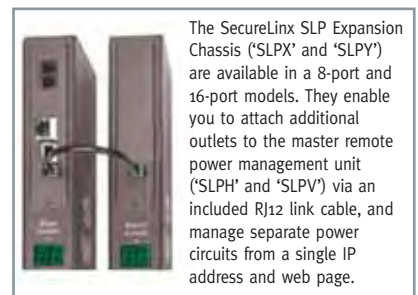 The SecureLinx SLP Expansion
Chassis (‘SLPX’ and ‘SLPY’)
are available in a 8-port and
16-port models. They enable
you to attach additional
outlets to the master remote
power management unit
(‘SLPH’ and ‘SLPV’) via an
included RJ12 link cable, and
manage separate power
circuits from a single IP
address and web page.